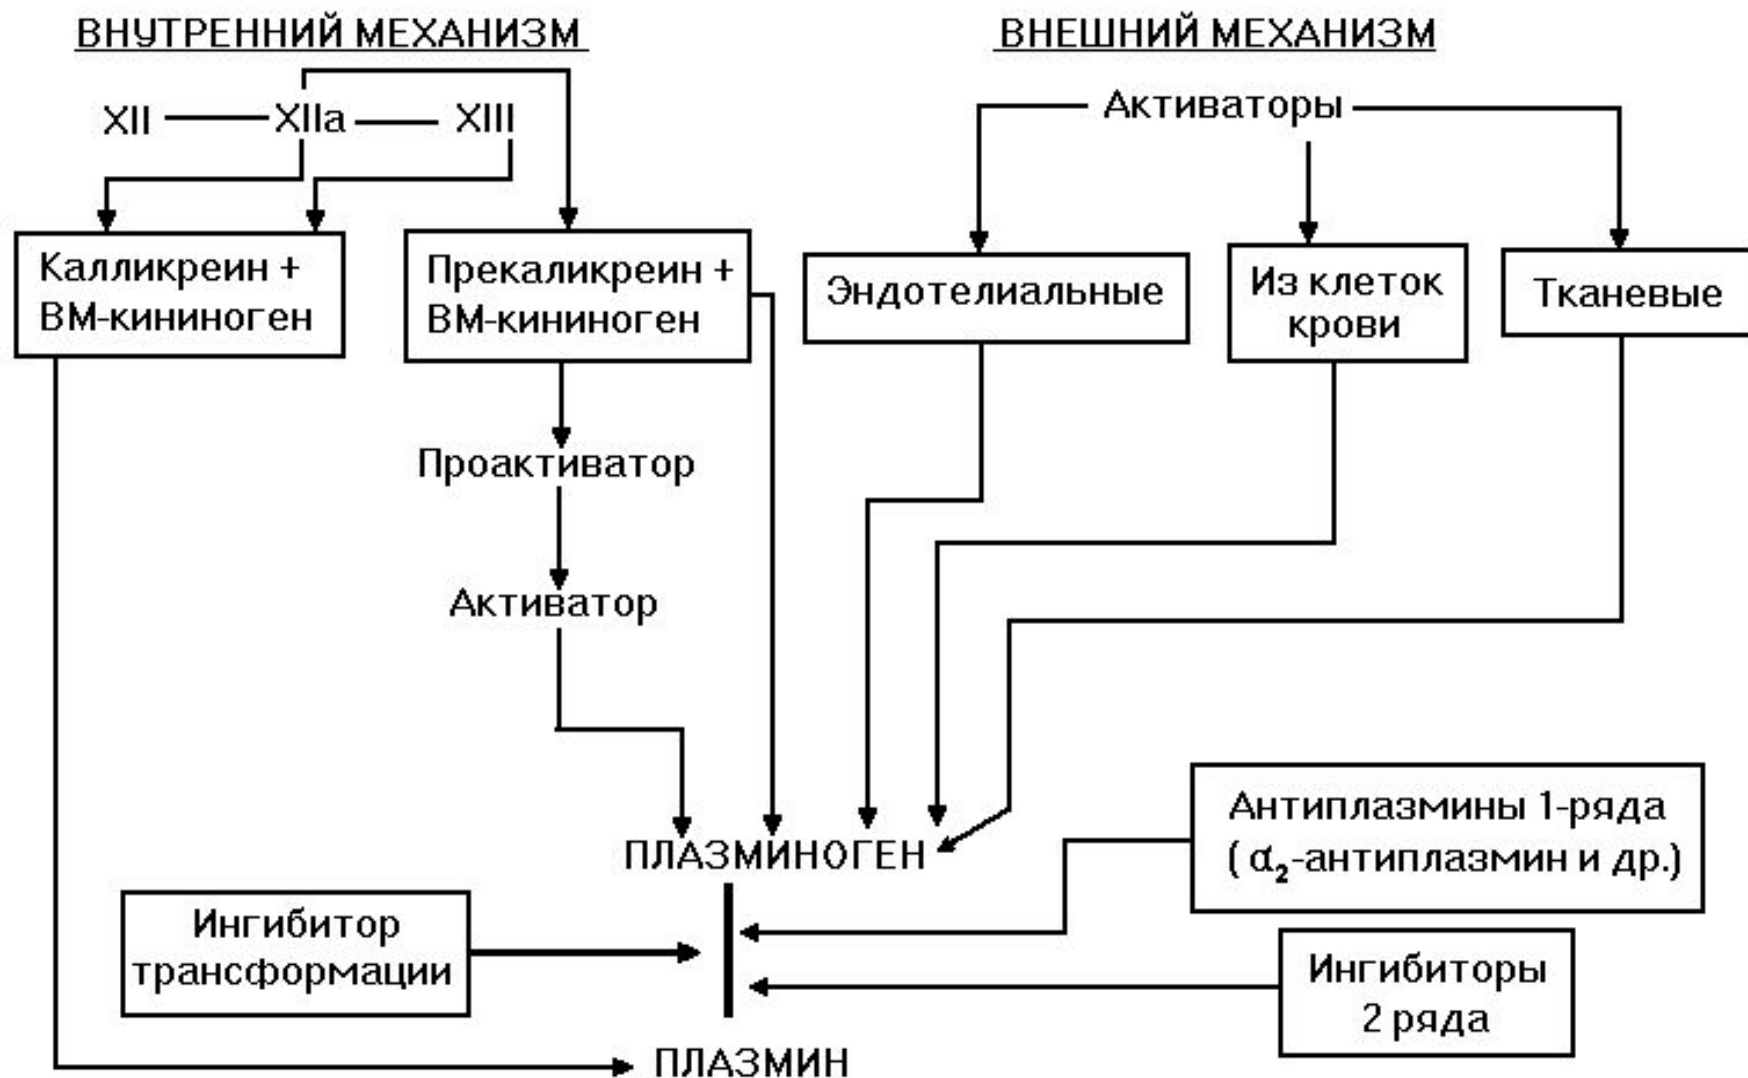 ВНУТРЕННИЙ МЕХАНИЗМ
ВНЕШНИЙ МЕХАНИЗМ
XII
XIIa
XIII
Активаторы
Калликреин +
ВМ-кининоген
Прекаликреин +
ВМ-кининоген
Эндотелиальные
Из клеток
крови
Тканевые
Проактиватор
Активатор
ПЛАЗМИНОГЕН
Антиплазмины 1-ряда
( α₂-антиплазмин и др.)
Ингибитор
трансформации
Ингибиторы
2 ряда
ПЛАЗМИН